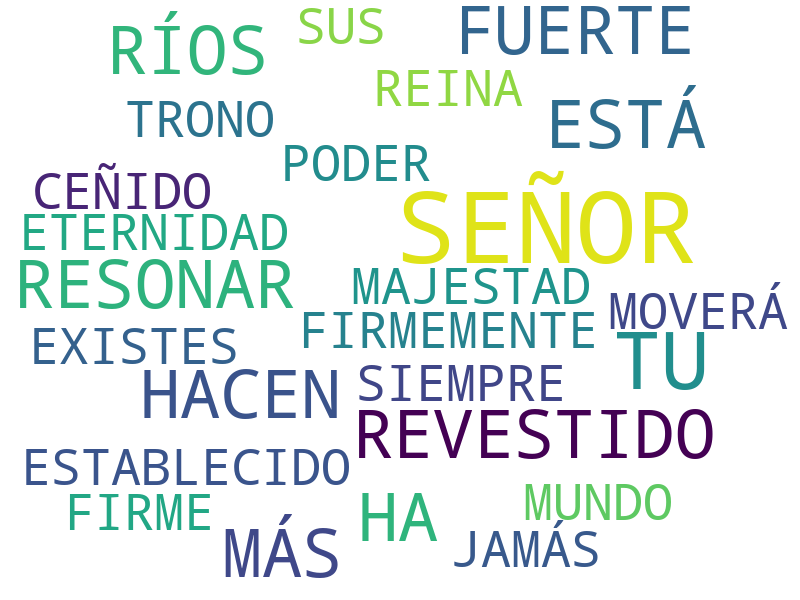 SUS
FUERTE
RÍOS
REINA
TRONO
ESTÁ
PODER
CEÑIDO
SEÑOR
ETERNIDAD
RESONAR
MAJESTAD
MOVERÁ
FIRMEMENTE
EXISTES
TU
HACEN
SIEMPRE
REVESTIDO
ESTABLECIDO
MUNDO
FIRME
HA
MÁS
JAMÁS